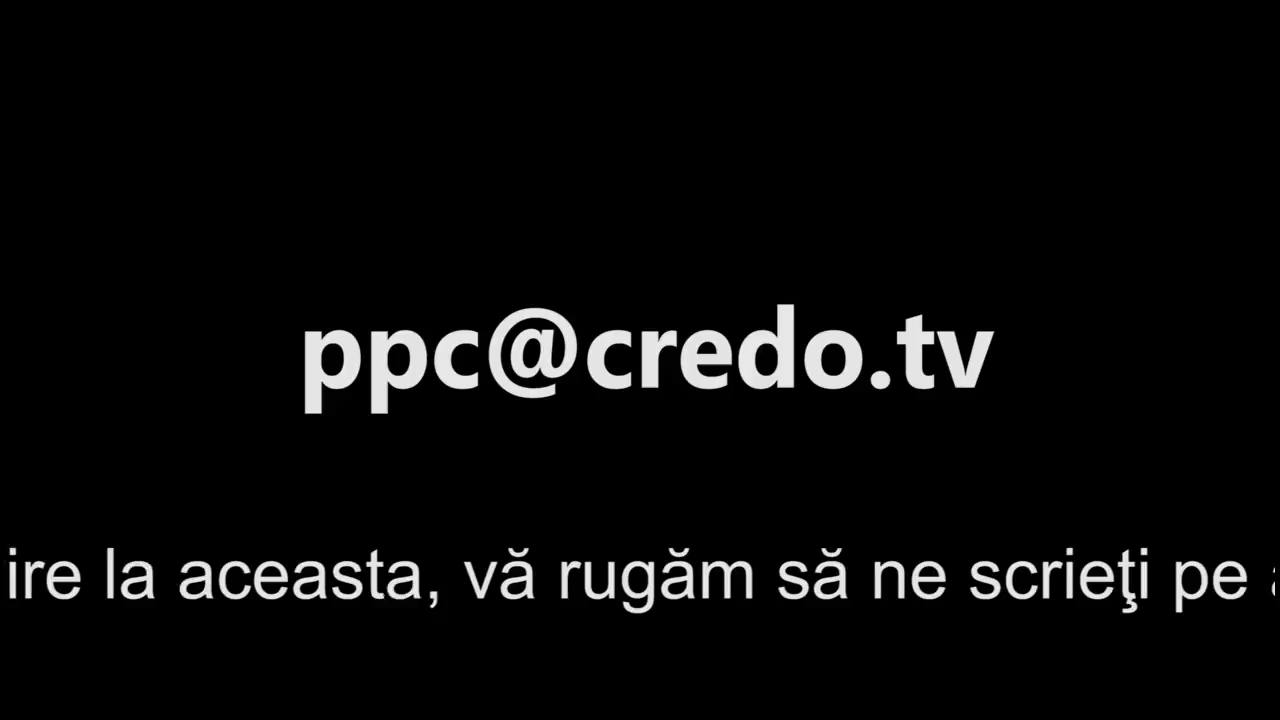 ppc@credo.tv
ire la aceasta, vă rugăm să ne scrieţi pe